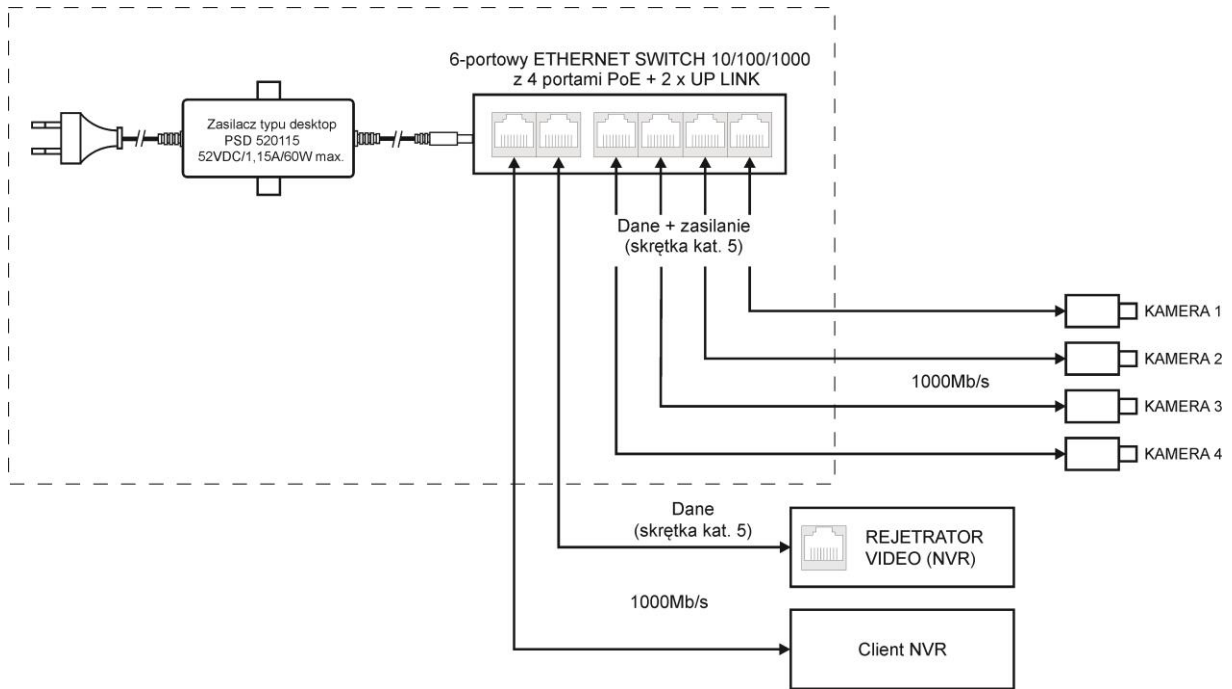 6-portowy ETHERNET SWITCH 10/100/1000
z 4 portami PoE + 2 x UP LINK
Zasilacz typu desktop
PSD 520115
52VDC/1,15A/60W max.
Dane + zasilanie
(skrętka kat. 5)
KAMERA 1
KAMERA 2
1000Mb/s
KAMERA 3
KAMERA 4
Dane
(skrętka kat. 5)
REJETRATOR
VIDEO (NVR)
1000Mb/s
Client NVR